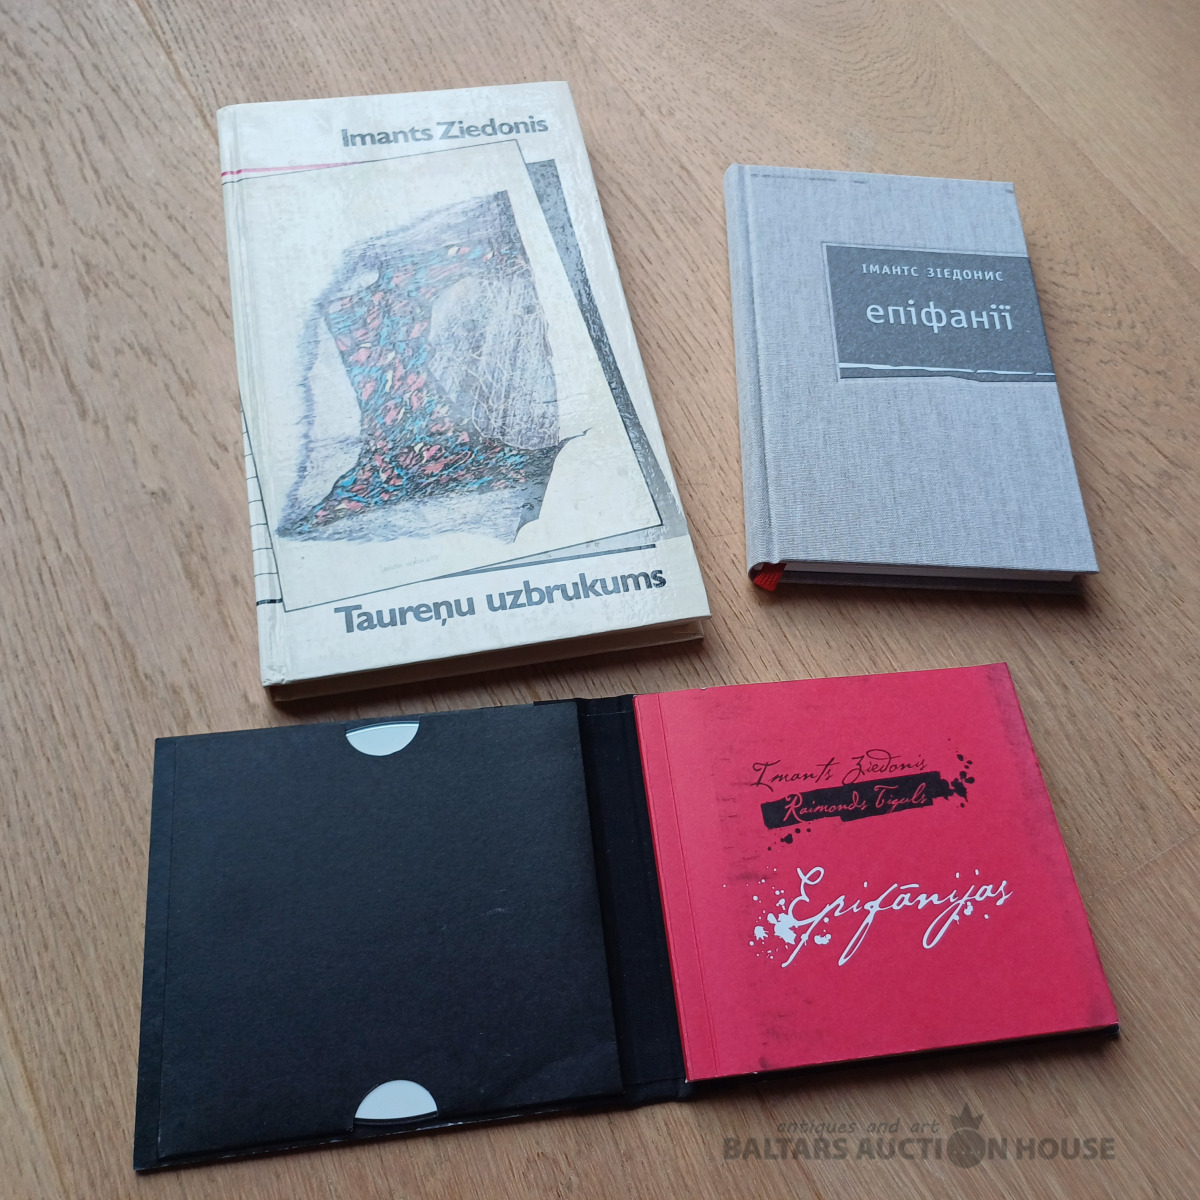 Imants Ziedonis
Taureņu uzbrukums
ІМАНТС ЗІЕДОНИС
епіфанії
Imants Ziedonis
Raimonds Tiguls
Epifānijas
antiques and art
BALTARS AUCTION HOUSE